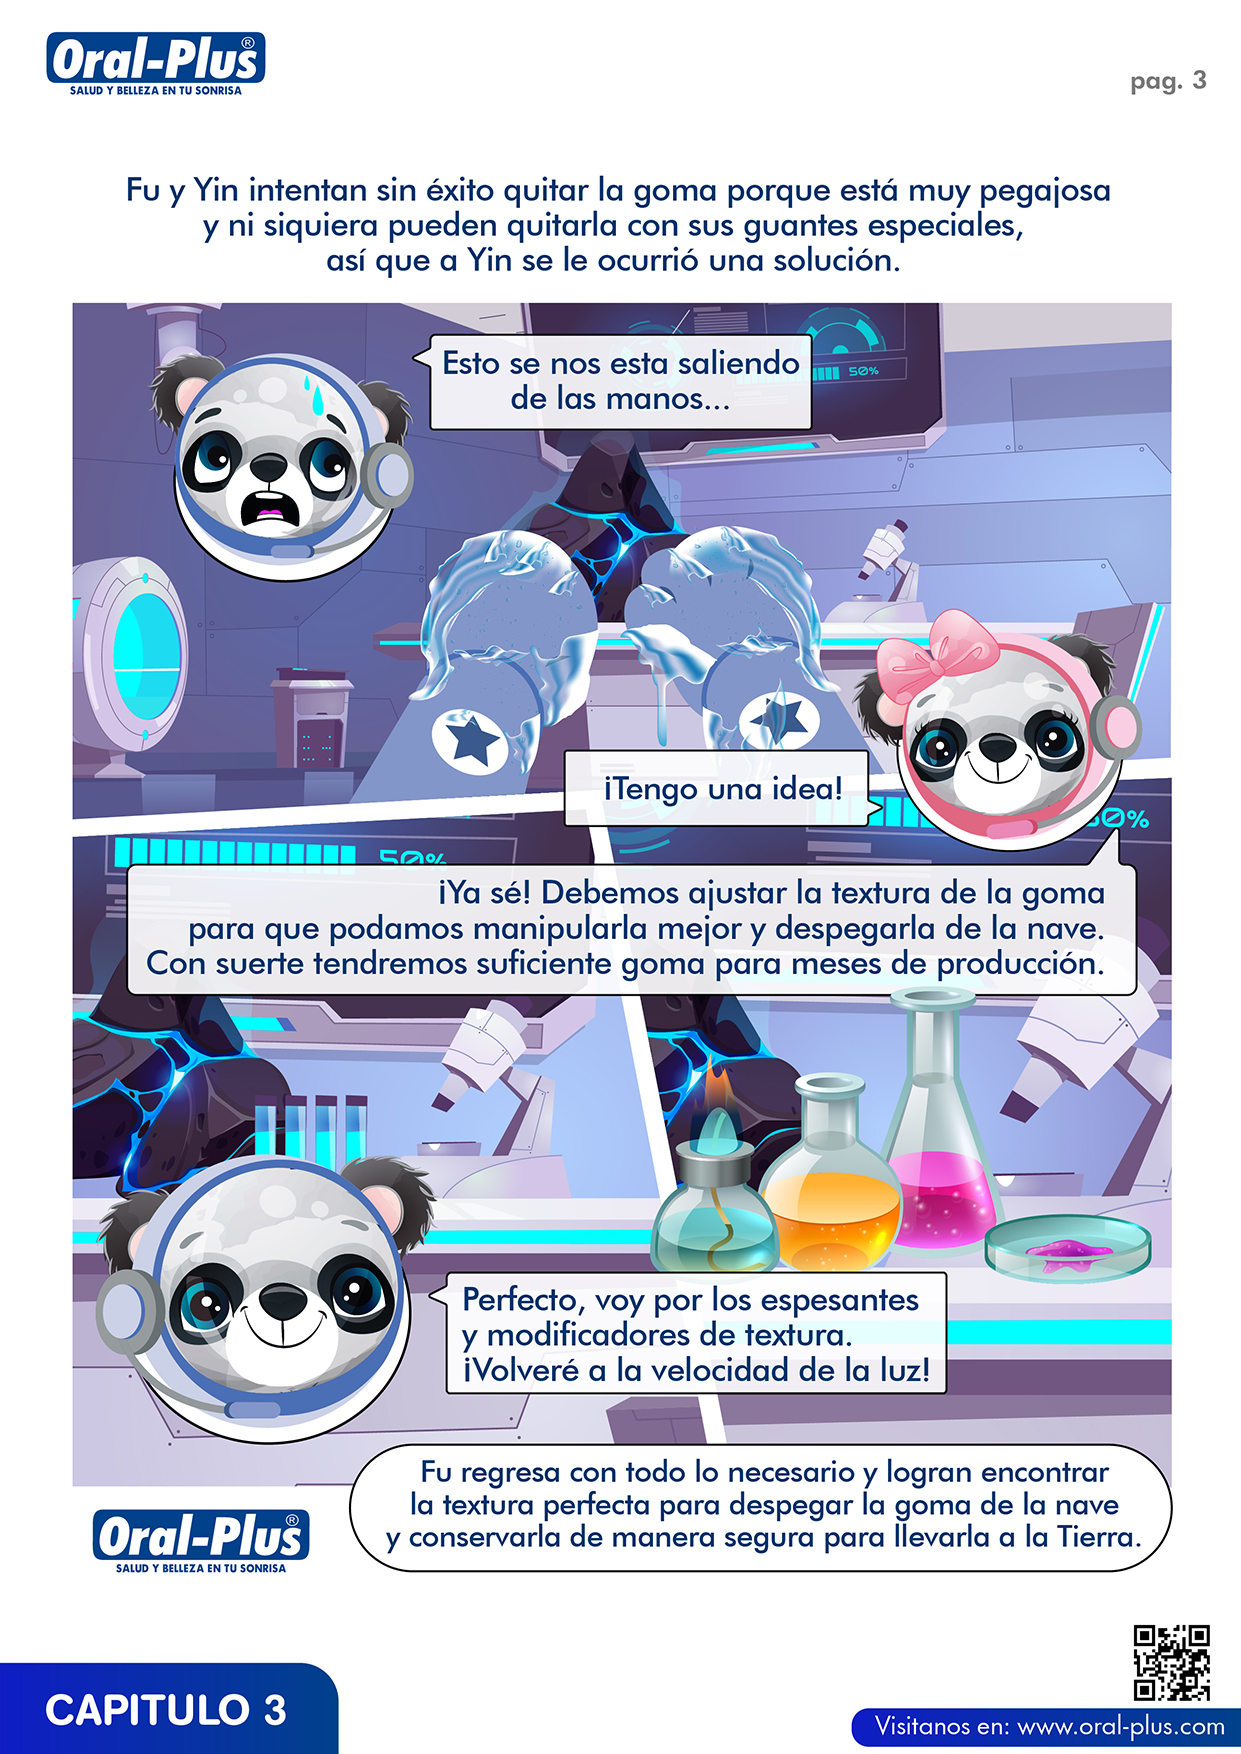 Oral-Plus®
SALUD Y BELLEZA EN TU SONRISA
pag. 3
Fu y Yin intentan sin éxito quitar la goma porque está muy pegajosa
y ni siquiera pueden quitarla con sus guantes especiales,
así que a Yin se le ocurrió una solución.
Esto se nos esta saliendo
de las manos...
50%
¡Tengo una idea!
50%
50%
¡Ya sé! Debemos ajustar la textura de la goma
para que podamos manipularla mejor y despegarla de la nave.
Con suerte tendremos suficiente goma para meses de producción.
Perfecto, voy por los espesantes
y modificadores de textura.
¡Volveré a la velocidad de la luz!
Fu regresa con todo lo necesario y logran encontrar
la textura perfecta para despegar la goma de la nave
y conservarla de manera segura para llevarla a la Tierra.
Oral-Plus®
SALUD Y BELLEZA EN TU SONRISA
CAPITULO 3
Visitanos en: www.oral-plus.com